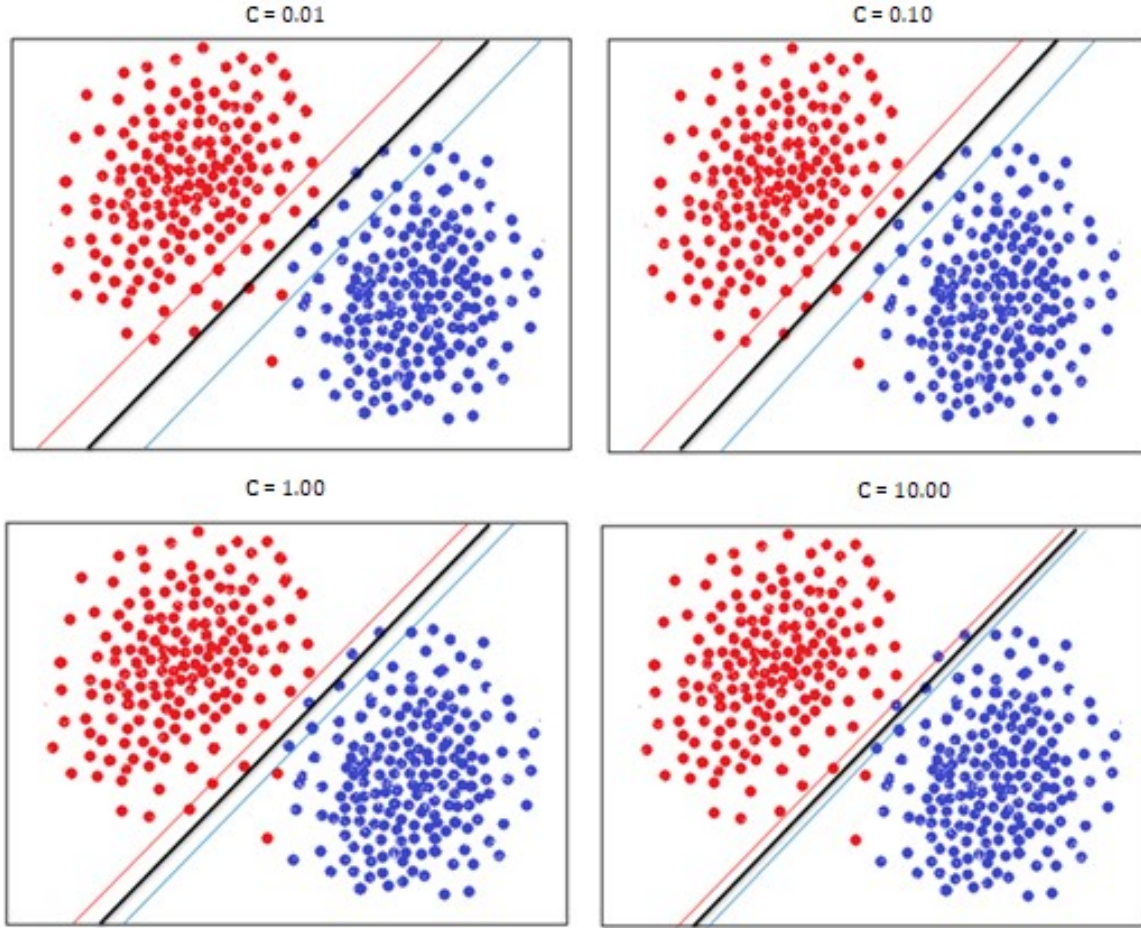 C = 0.01
C = 0.10
C = 1.00
C = 10.00